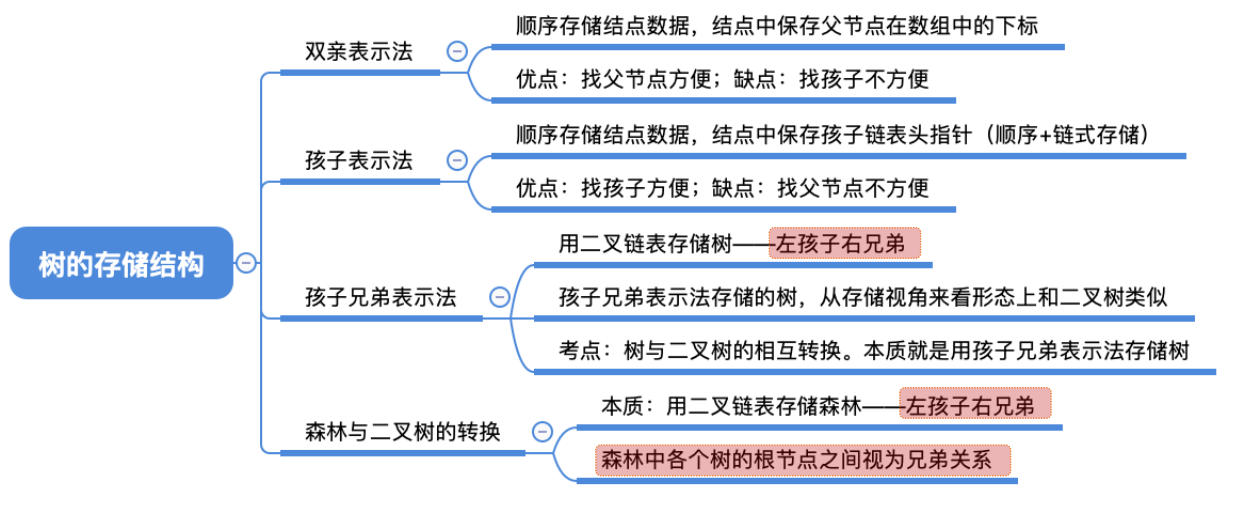 树的存储结构
双亲表示法
顺序存储结点数据，结点中保存父节点在数组中的下标
优点：找父节点方便；缺点：找孩子不方便
孩子表示法
顺序存储结点数据，结点中保存孩子链表头指针（顺序+链式存储）
优点：找孩子方便；缺点：找父节点不方便
孩子兄弟表示法
用二叉链表存储树——左孩子右兄弟
孩子兄弟表示法存储的树，从存储视角来看形态上和二叉树类似
考点：树与二叉树的相互转换。本质就是用孩子兄弟表示法存储树
森林与二叉树的转换
本质：用二叉链表存储森林——左孩子右兄弟
森林中各个树的根节点之间视为兄弟关系